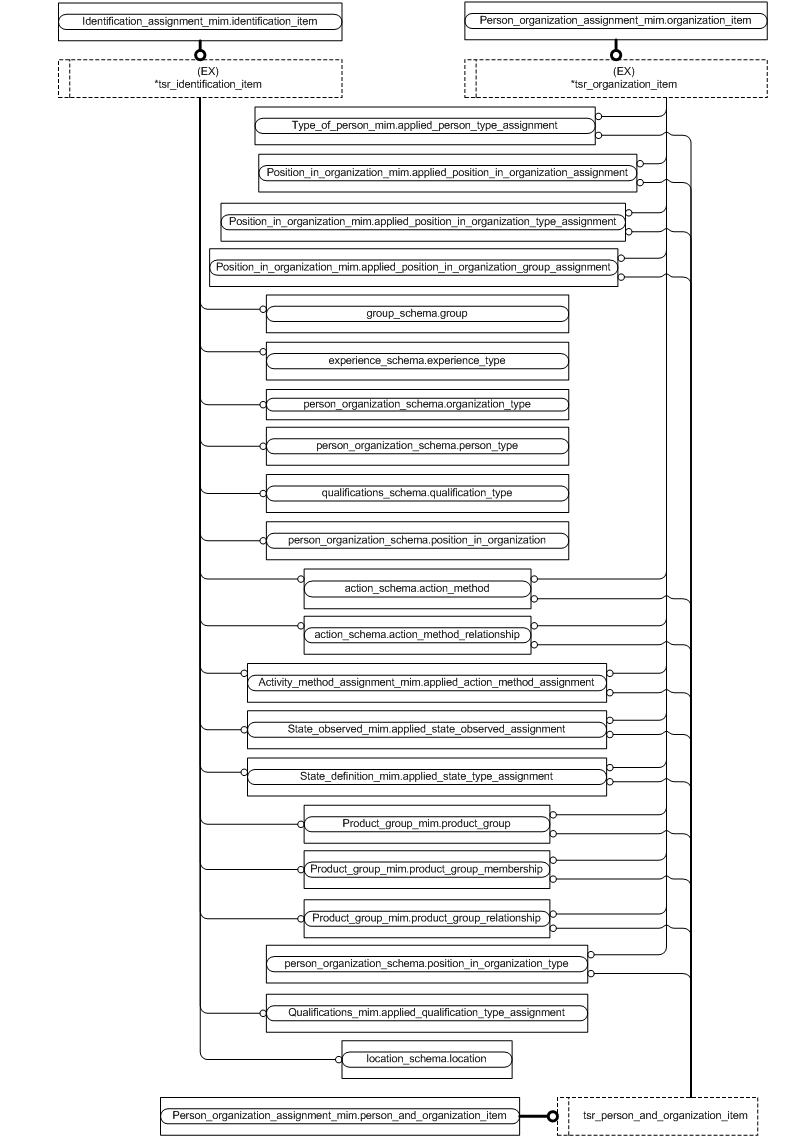 Identification_assignment_mim.identification_item
Person_organization_assignment_mim.organization_item
(EX)
*tsr_identification_item
(EX)
*tsr_organization_item
Type_of_person_mim.applied_person_type_assignment
Position_in_organization_mim.applied_position_in_organization_assignment
Position_in_organization_mim.applied_position_in_organization_type_assignment
Position_in_organization_mim.applied_position_in_organization_group_assignment
group_schema.group
experience_schema.experience_type
person_organization_schema.organization_type
person_organization_schema.person_type
qualifications_schema.qualification_type
person_organization_schema.position_in_organization
action_schema.action_method
action_schema.action_method_relationship
Activity_method_assignment_mim.applied_action_method_assignment
State_observed_mim.applied_state_observed_assignment
State_definition_mim.applied_state_type_assignment
Product_group_mim.product_group
Product_group_mim.product_group_membership
Product_group_mim.product_group_relationship
person_organization_schema.position_in_organization_type
Qualifications_mim.applied_qualification_type_assignment
location_schema.location
Person_organization_assignment_mim.person_and_organization_item
tsr_person_and_organization_item